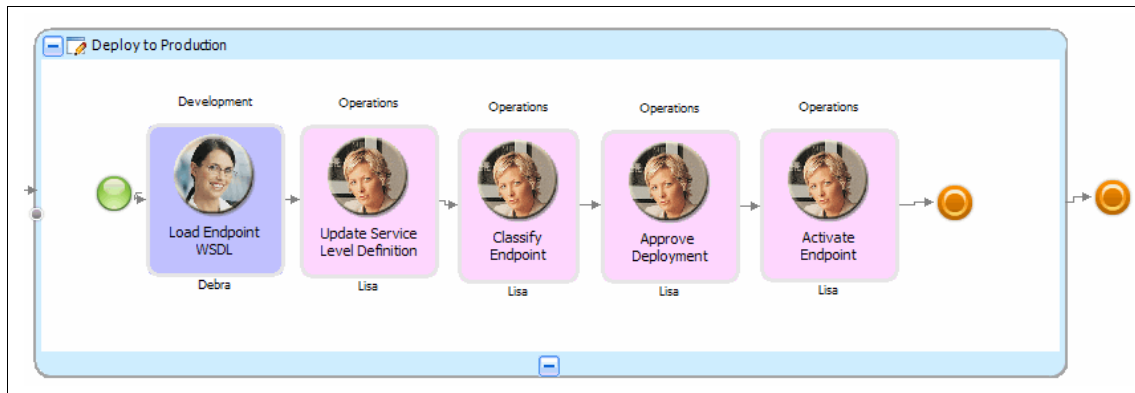 Deploy to Production
Development
Operations
Operations
Operations
Operations
Load Endpoint
WSDL
Update Service
Level Definition
Classify
Endpoint
Approve
Deployment
Activate
Endpoint
Debra
Lisa
Lisa
Lisa
Lisa